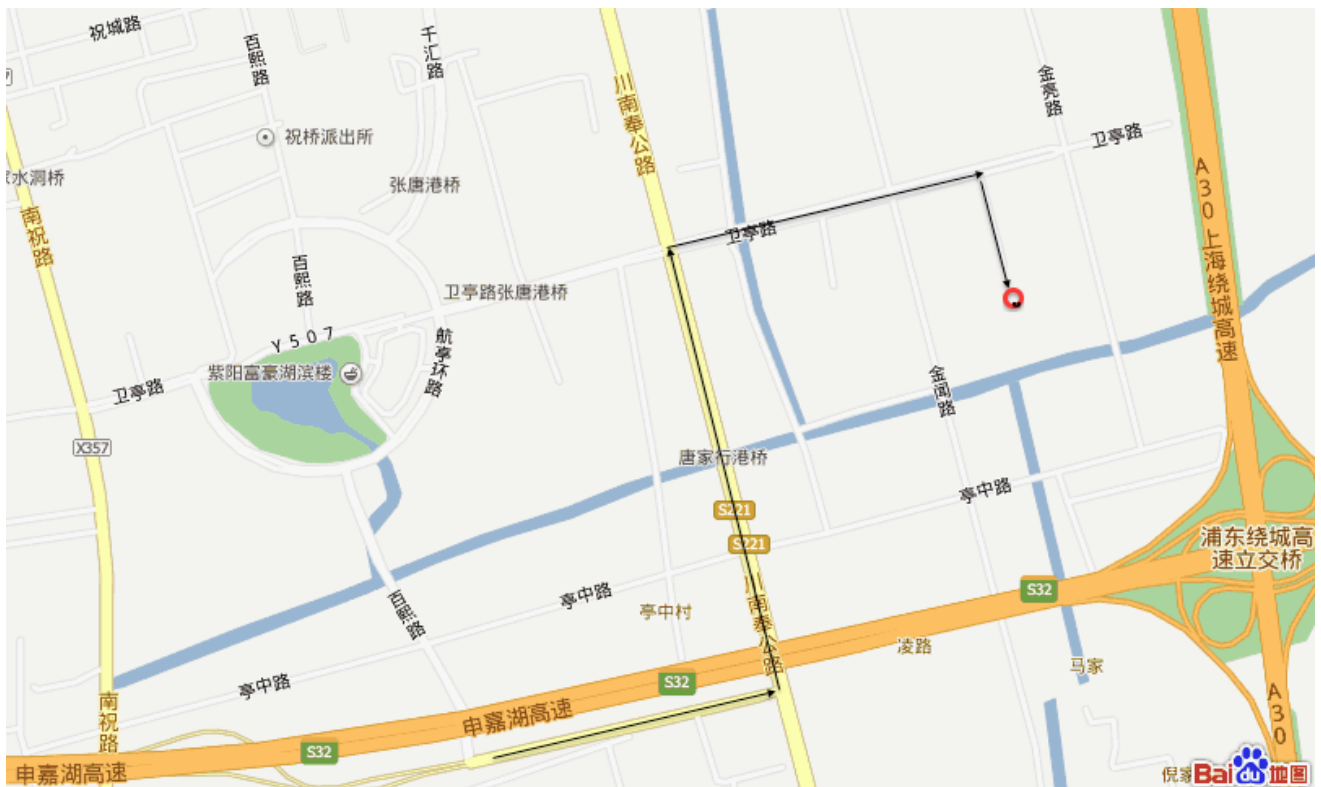 祝城路
百熙路
千汇路
川南奉公路
金亮路
卫亭路
祝桥派出所
水洞桥
张唐港桥
A30上海绕城高速
南祝路
卫亭路
百熙路
卫亭路张唐港桥
Y507
航亭环路
紫阳富豪湖滨楼
卫亭路
金闻路
X357
唐家行港桥
亭中路
S221
S221
浦东绕城高
速立交桥
川南奉公路
百熙路
亭中路
亭中村
S32
凌路
马家
亭中路
S32
南祝路
申嘉湖高速
A30
S32
申嘉湖高速
倪家
Bai du 地图